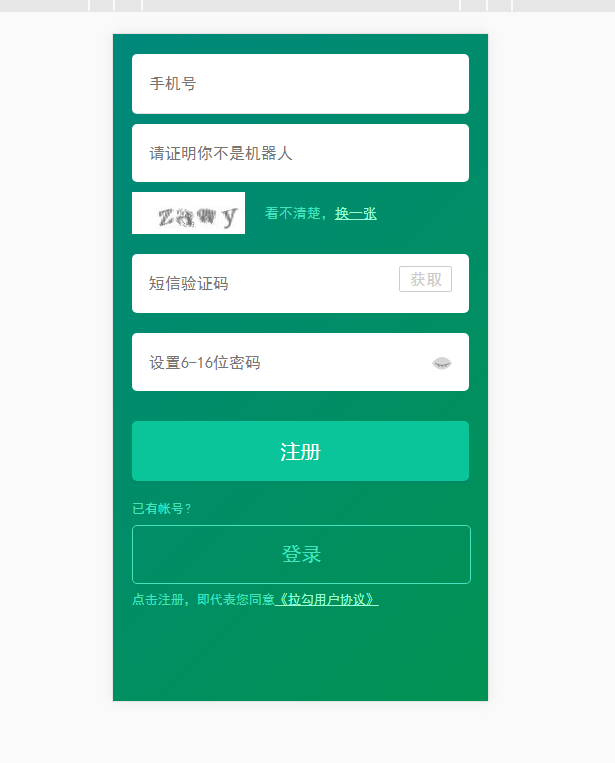 手机号
请证明你不是机器人
zawy 看不清楚，换一张
短信验证码 获取
设置6-16位密码
注册
已有帐号?
登录
点击注册，即代表您同意《拉勾用户协议》